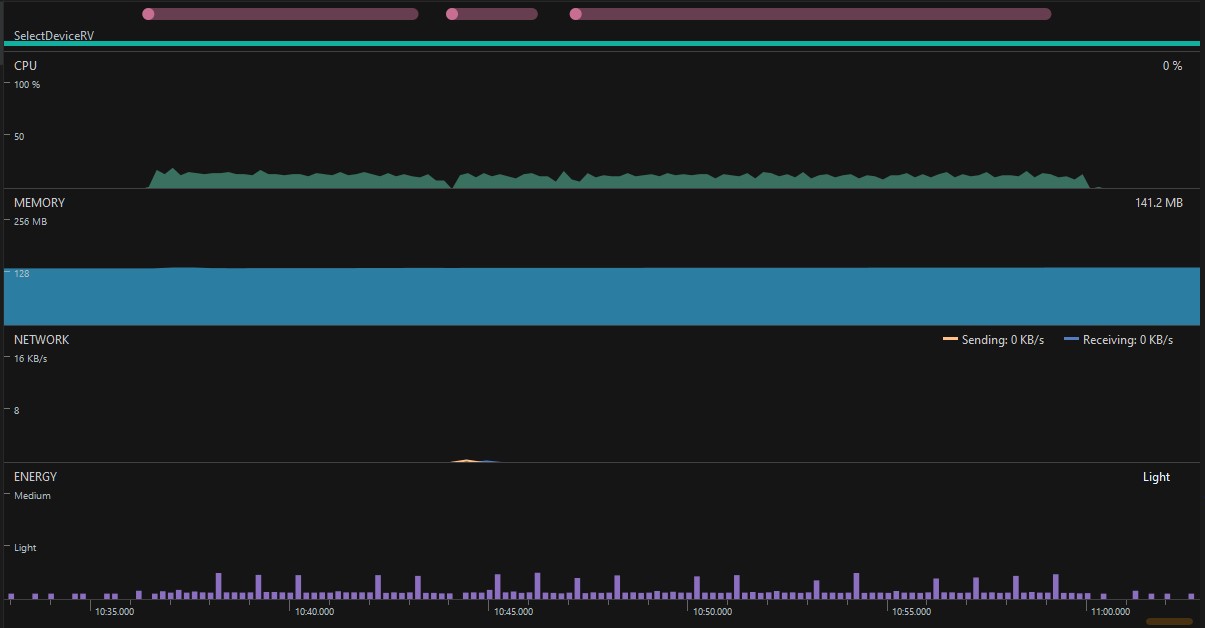 SelectDeviceRV
CPU 0 %
100 %
50
MEMORY 141.2 MB
256 MB
128
NETWORK Sending: 0 KB/s Receiving: 0 KB/s
16 KB/s
8
ENERGY Light
Medium
Light
10:35.000 10:40.000 10:45.000 10:50.000 10:55.000 11:00.000